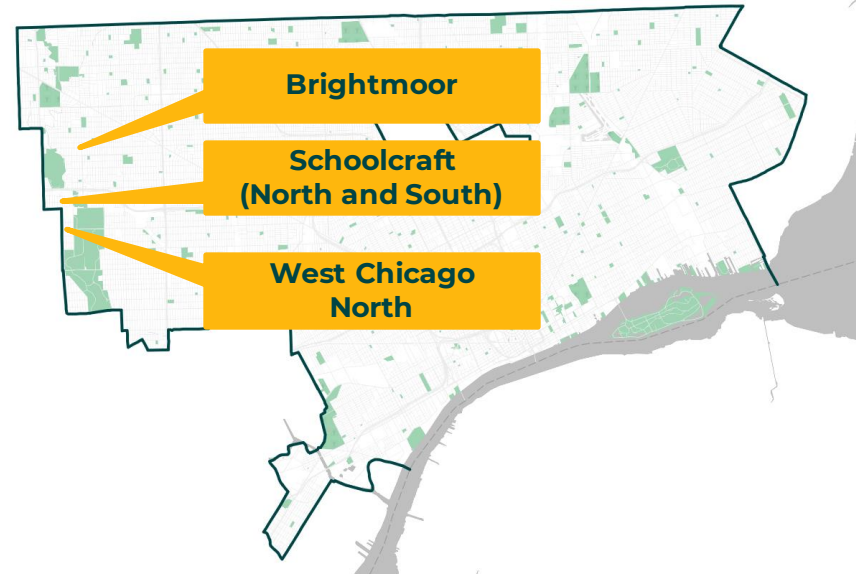 Brightmoor
Schoolcraft
(North and South)
West Chicago
North